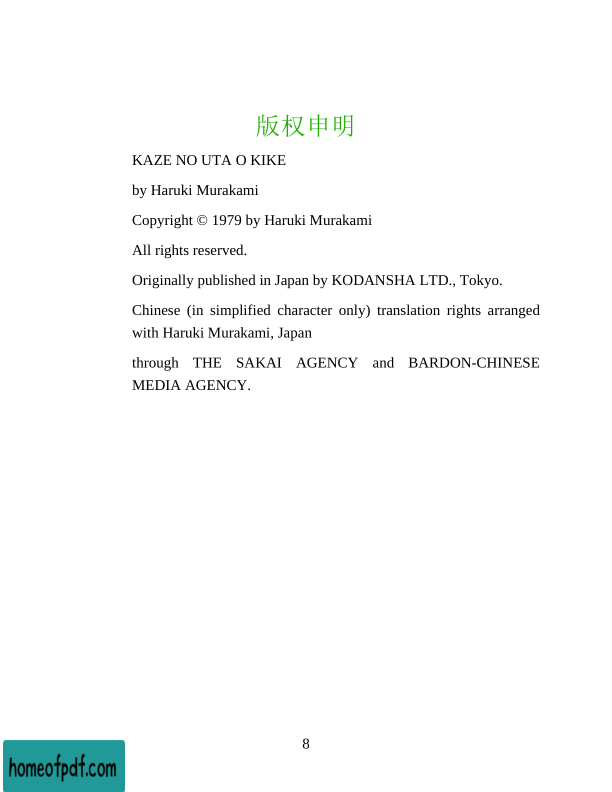 版权申明
KAZE NO UTA O KIKE
by Haruki Murakami
Copyright © 1979 by Haruki Murakami
All rights reserved.
Originally published in Japan by KODANSHA LTD., Tokyo.
Chinese (in simplified character only) translation rights arranged
with Haruki Murakami, Japan
through THE SAKAI AGENCY and BARDON-CHINESE
MEDIA AGENCY.
8
homeofpdf.com